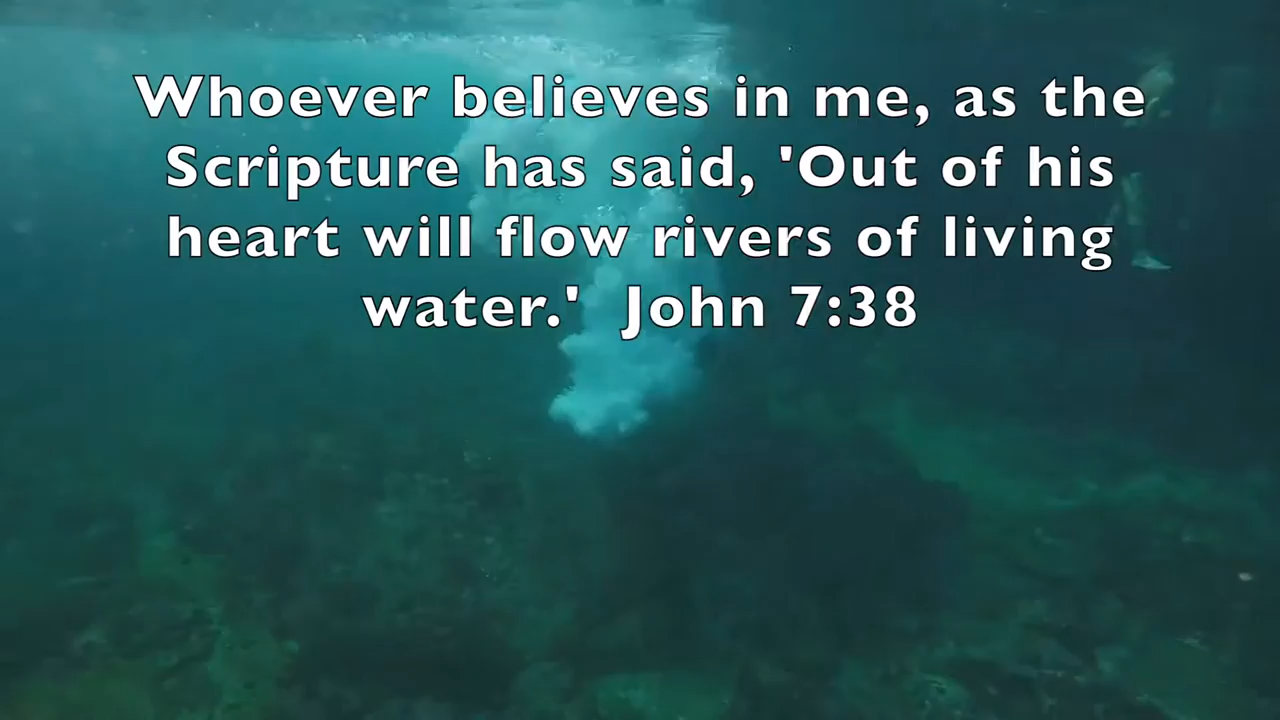 Whoever believes in me, as the
Scripture has said, 'Out of his
heart will flow rivers of living
water.'  John 7:38